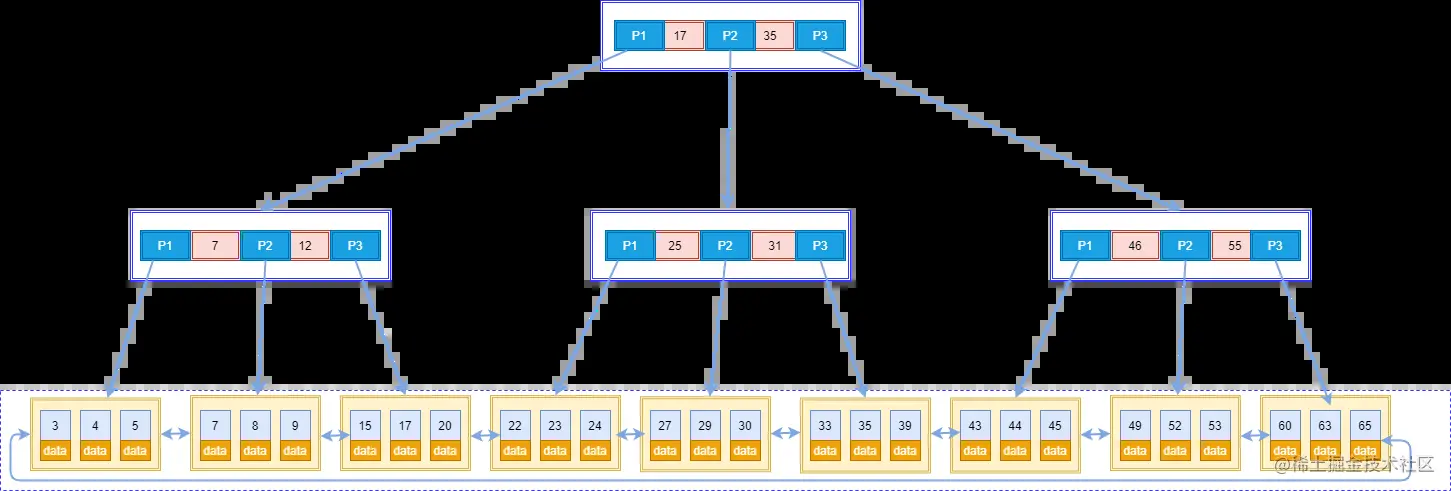 P1 17 P2 35 P3
P1 7 P2 12 P3 P1 25 P2 31 P3 P1 46 P2 55 P3
3 4 5 7 8 9 15 17 20 22 23 24 27 29 30 33 35 39 43 44 45 49 52 53 60 63 65
data data data data data data data data data data data data data data data data data data data data data data data data data data data
@稀土掘金技术社区